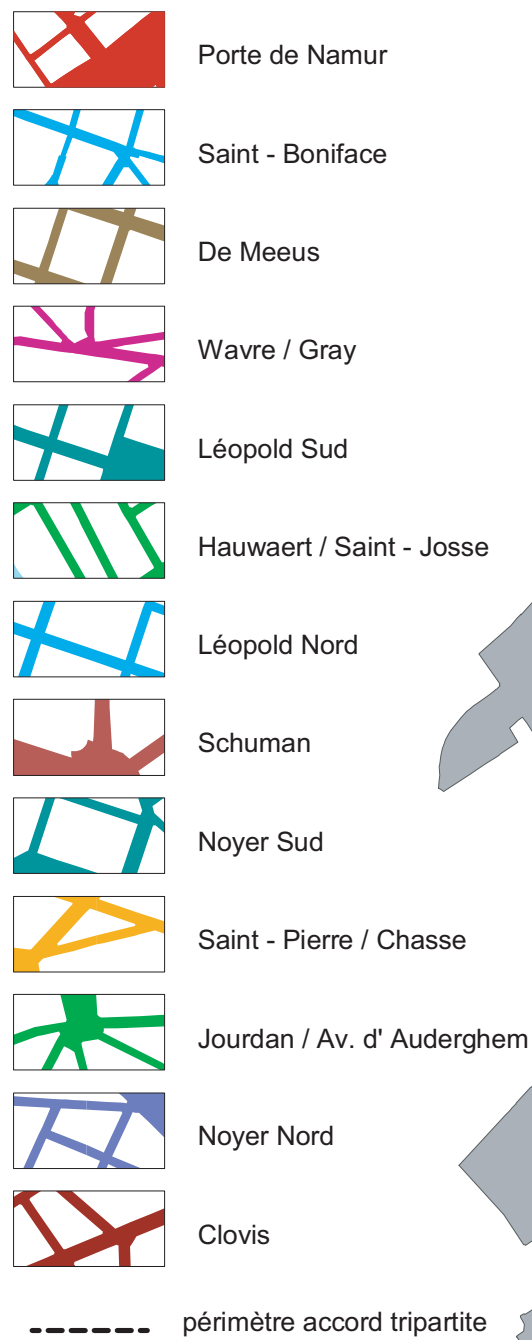 Porte de Namur
Saint - Boniface
De Meeus
Wavre / Gray
Léopold Sud
Hauwaert / Saint - Josse
Léopold Nord
Schuman
Noyer Sud
Saint - Pierre / Chasse
Jourdan / Av. d' Auderghem
Noyer Nord
Clovis
périmètre accord tripartite